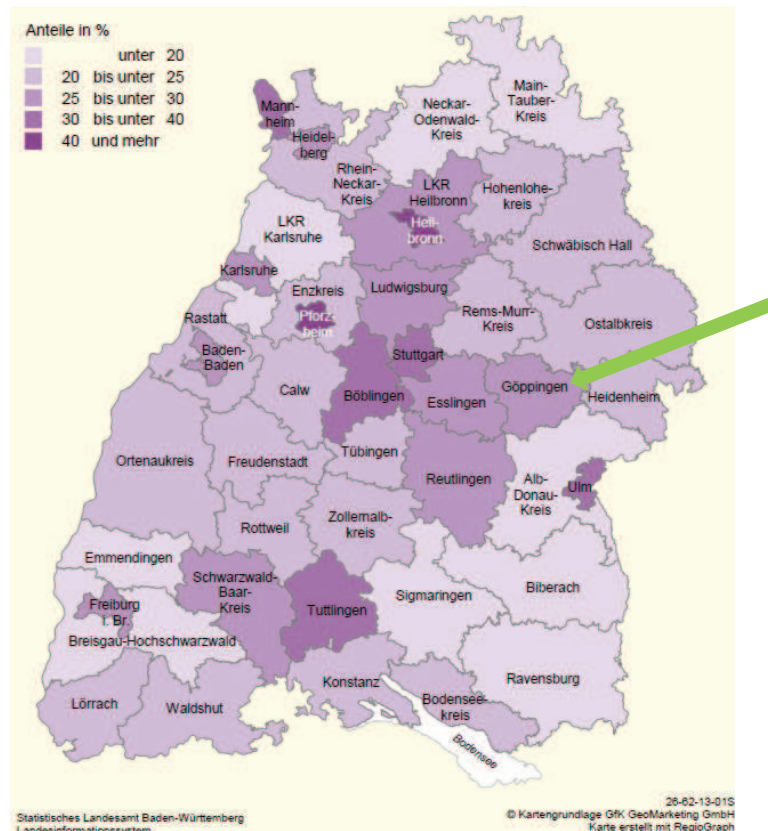 Anteile in %
unter 20
20 bis unter 25
25 bis unter 30
30 bis unter 40
40 und mehr
Main-
Tauber-
Kreis
Neckar-
Odenwald-
Kreis
Mann-
heim
Heidel-
berg
Rhein-
Neckar-
Kreis
LKR
Heilbronn
Hohenlohe-
kreis
Heil-
bronn
LKR
Karlsruhe
Schwäbisch Hall
Karlsruhe
Enzkreis
Ludwigsburg
Pforz-
heim
Rems-Murr-
Kreis
Ostalbkreis
Rastatt
Baden-
Baden
Stuttgart
Calw
Böblingen
Esslingen
Göppingen
Heidenheim
Ortenaukreis
Freudenstadt
Tübingen
Reutlingen
Alb-
Donau-
Kreis
Ulm
Rottweil
Zollernalb-
kreis
Emmendingen
Schwarzwald-
Baar-
Kreis
Tuttlingen
Sigmaringen
Biberach
Freiburg
i. Br.
Breisgau-Hochschwarzwald
Ravensburg
Konstanz
Bodensee-
kreis
Lörrach
Waldshut
Bodensee
26-62-13-01S
Statistisches Landesamt Baden-Württemberg
© Kartengrundlage GfK GeoMarketing GmbH
Landesinformationssystem
Karte erstellt mit RegioGraph